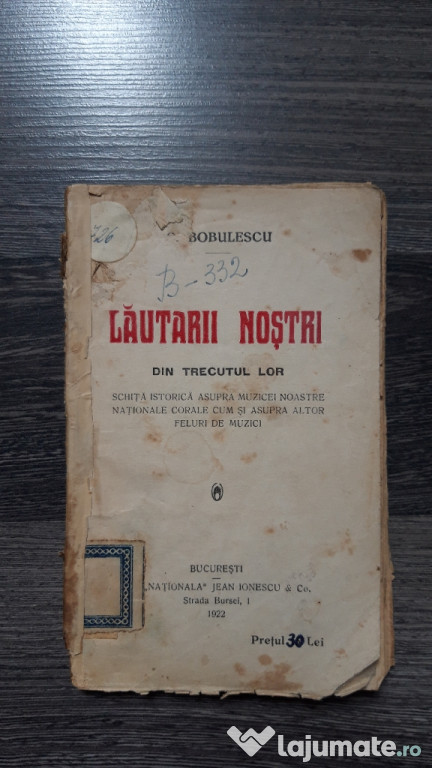 726
BOBULESCU
B-332
LĂUTARII NOŞTRI
DIN TRECUTUL LOR
SCHIŢĂ ISTORICĂ ASUPRA MUZICEI NOASTRE
NAŢIONALE CORALE CUM ŞI ASUPRA ALTOR
FELURI DE MUZICI
BUCUREŞTI
„NAŢIONALA" JEAN IONESCU & Co.
Strada Bursei, 1
1922
Preţul 30 Lei
lajumate.ro